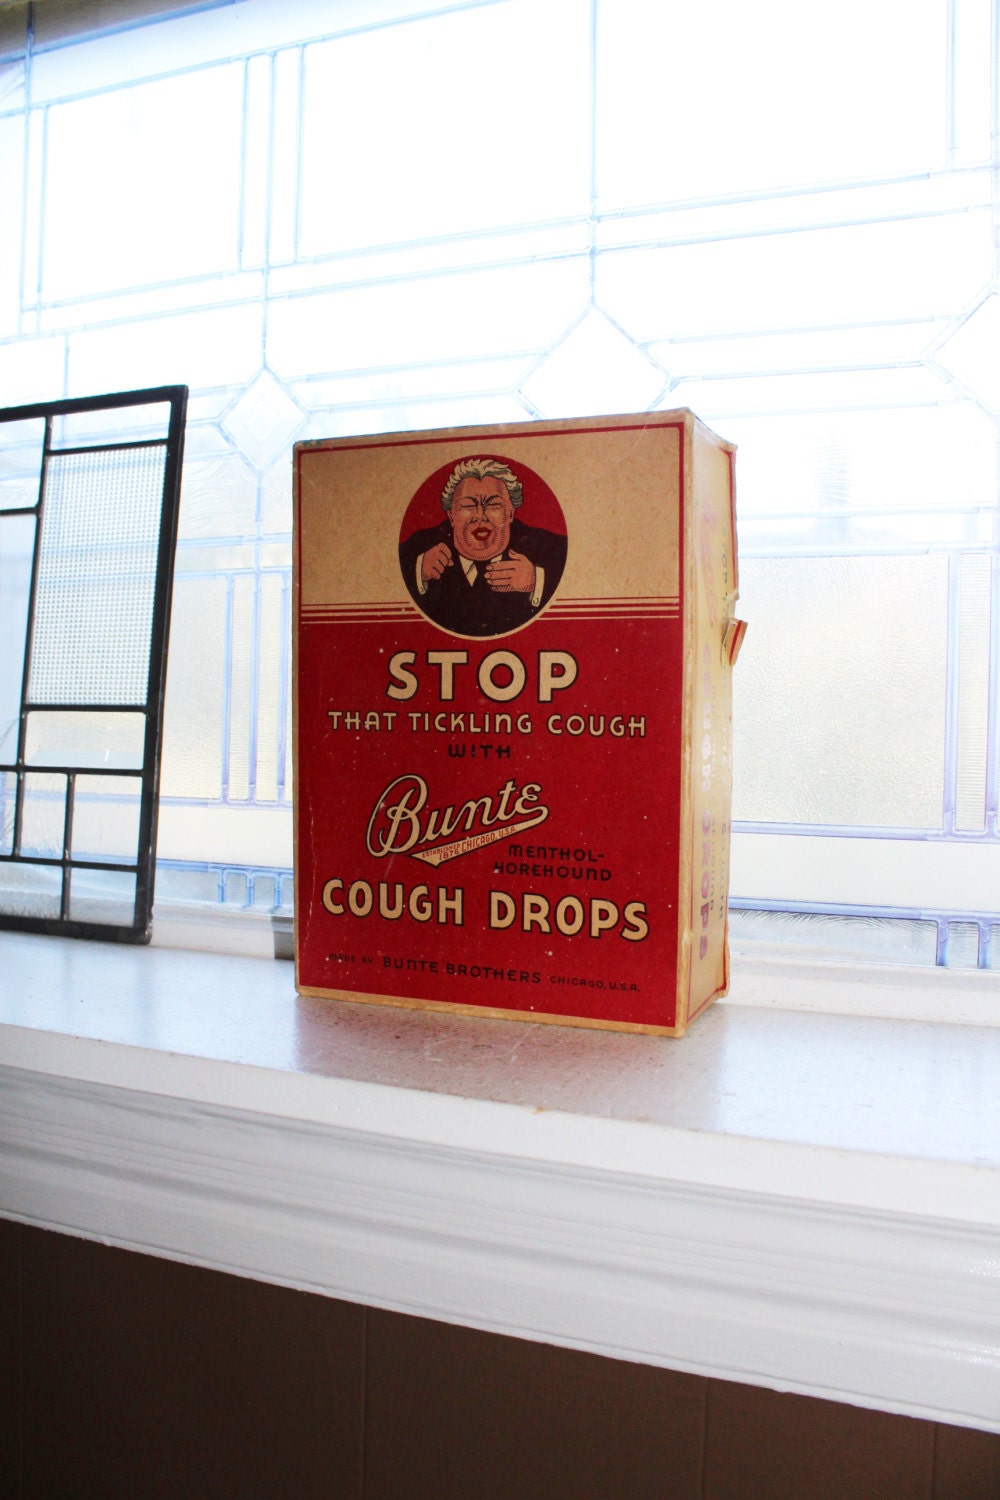 STOP
THAT TICKLING COUGH
WITH
Bunte
ESTABLISHED 1876 CHICAGO, U.S.A.
MENTHOL-
HOREHOUND
COUGH DROPS
MADE BY BUNTE BROTHERS CHICAGO, U.S.A.